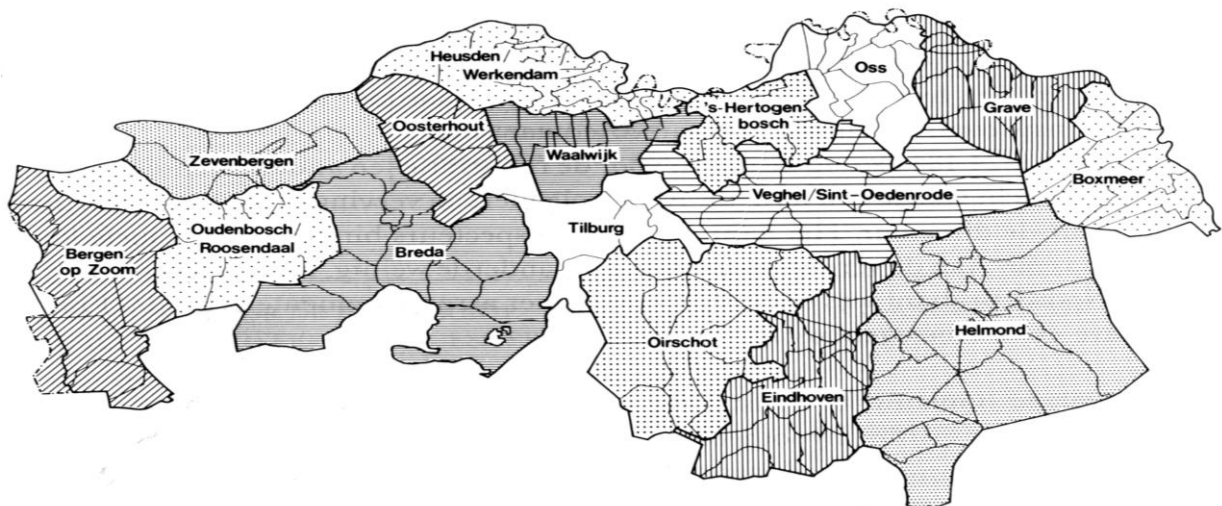 Heusden
Werkendam
Oss
's-Hertogen
bosch
Grave
Oosterhout
Waalwijk
Zevenbergen
Boxmeer
Veghel/Sint-Oedenrode
Oudenbosch/
Roosendaal
Tilburg
Breda
Bergen
op Zoom
Helmond
Oirschot
Eindhoven